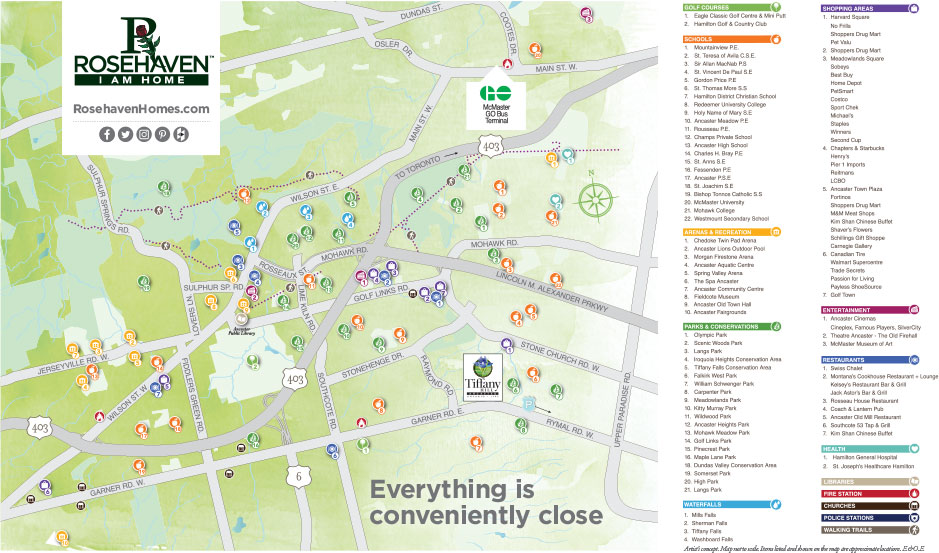 ROSEHAVEN™
I AM HOME
RosehavenHomes.com
DUNDAS ST.
COOTES DR.
OSLER DR.
MAIN ST. W.
MAIN ST. W.
GO
McMaster
GO Bus
Terminal
403
TO TORONTO
N
SULPHUR SPRINGS RD.
WILSON ST. E.
MOHAWK RD.
MOHAWK RD.
ROSSEAUX ST.
LIME KILN RD.
GOLF LINKS RD.
LINCOLN M. ALEXANDER PRKWY
SULPHUR SP. RD.
LOVERS LN.
Ancaster
Public Library
JERSEYVILLE RD. W.
FIDDLERS GREEN RD.
WILSON ST. W.
403
SOUTHCOTE RD.
STONEHENGE DR.
RAYMOND RD.
STONE CHURCH RD. W.
UPPER PARADISE RD.
Tiffany
HILL
GARNER RD. E.
RYMAL RD. W.
403
6
GARNER RD. W.
Everything is
conveniently close
GOLF COURSES
1. Eagle Classic Golf Centre & Mini Putt
2. Hamilton Golf & Country Club
SCHOOLS
1. Mountainview P.E.
2. St. Teresa of Avila C.S.E.
3. Sir Allan MacNab P.S
4. St. Vincent De Paul S.E
5. Gordon Price P.E
6. St. Thomas More S.S
7. Hamilton District Christian School
8. Redeemer University College
9. Holy Name of Mary S.E
10. Ancaster Meadow P.E
11. Rousseau P.E.
12. Champs Private School
13. Ancaster High School
14. Charles H. Bray P.E
15. St. Anns S.E
16. Fessenden P.E
17. Ancaster P.S.E
18. St. Joachim S.E
19. Bishop Tonnos Catholic S.S
20. McMaster University
21. Mohawk College
22. Westmount Secondary School
ARENAS & RECREATION
1. Chedoke Twin Pad Arena
2. Ancaster Lions Outdoor Pool
3. Morgan Firestone Arena
4. Ancaster Aquatic Centre
5. Spring Valley Arena
6. The Spa Ancaster
7. Ancaster Community Centre
8. Fieldcote Museum
9. Ancaster Old Town Hall
10. Ancaster Fairgrounds
PARKS & CONSERVATIONS
1. Olympic Park
2. Scenic Woods Park
3. Langs Park
4. Iroquoia Heights Conservation Area
5. Tiffany Falls Conservation Area
6. Falkirk West Park
7. William Schwenger Park
8. Carpenter Park
9. Meadowlands Park
10. Kitty Murray Park
11. Wildwood Park
12. Ancaster Heights Park
13. Mohawk Meadow Park
14. Golf Links Park
15. Pinecrest Park
16. Maple Lane Park
18. Dundas Valley Conservation Area
19. Somerset Park
20. High Park
21. Langs Park
WATERFALLS
1. Mills Falls
2. Sherman Falls
3. Tiffany Falls
4. Washboard Falls
SHOPPING AREAS
1. Harvard Square
No Frills
Shoppers Drug Mart
Pet Valu
2. Shoppers Drug Mart
3. Meadowlands Square
Sobeys
Best Buy
Home Depot
PetSmart
Costco
Sport Chek
Michael's
Staples
Winners
Second Cup
4. Chapters & Starbucks
Henry's
Pier 1 Imports
Reitmans
LCBO
5. Ancaster Town Plaza
Fortinos
Shoppers Drug Mart
M&M Meat Shops
Kim Shan Chinese Buffet
Shaver's Flowers
Schillings Gift Shoppe
Carnegie Gallery
6. Canadian Tire
Walmart Supercentre
Trade Secrets
Passion for Living
Payless ShoeSource
7. Golf Town
ENTERTAINMENT
1. Ancaster Cinemas
Cineplex, Famous Players, SilverCity
2. Theatre Ancaster - The Old Firehall
3. McMaster Museum of Art
RESTAURANTS
1. Swiss Chalet
2. Montana's Cookhouse Restaurant + Lounge
Kelsey's Restaurant Bar & Grill
Jack Astor's Bar & Grill
3. Rosseau House Restaurant
4. Coach & Lantern Pub
5. Ancaster Old Mill Restaurant
6. Southcote 53 Tap & Grill
7. Kim Shan Chinese Buffet
HEALTH
1. Hamilton General Hospital
2. St. Joseph's Healthcare Hamilton
LIBRARIES
FIRE STATION
CHURCHES
POLICE STATIONS
WALKING TRAILS
Artist's concept. Map not to scale. Items listed and shown on the map are approximate locations. E.&O.E.